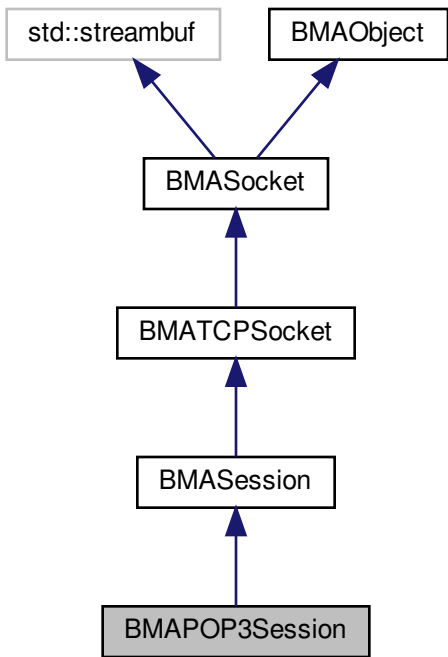 std::streambuf
BMAObject
BMASocket
BMATCPSocket
BMASession
BMAPOP3Session